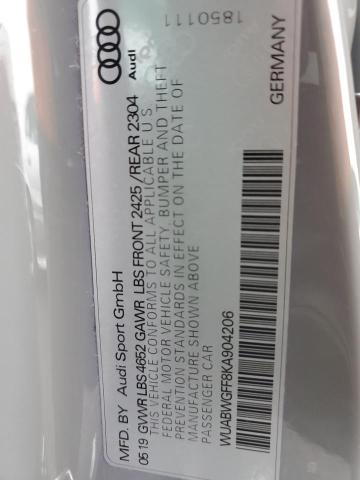 MFD. BY Audi Sport GmbH
05 19 GVWR LBS 4652 GAWR LBS FRONT 2425 /REAR 2304
THIS VEHICLE CONFORMS TO ALL APPLICABLE U S
FEDERAL MOTOR VEHICLE SAFETY, BUMPER AND THEFT
PREVENTION STANDARDS IN EFFECT ON THE DATE OF
MANUFACTURE SHOWN ABOVE
PASSENGER CAR
WUABWGFF8KA904206
GERMANY
Audi
1850111